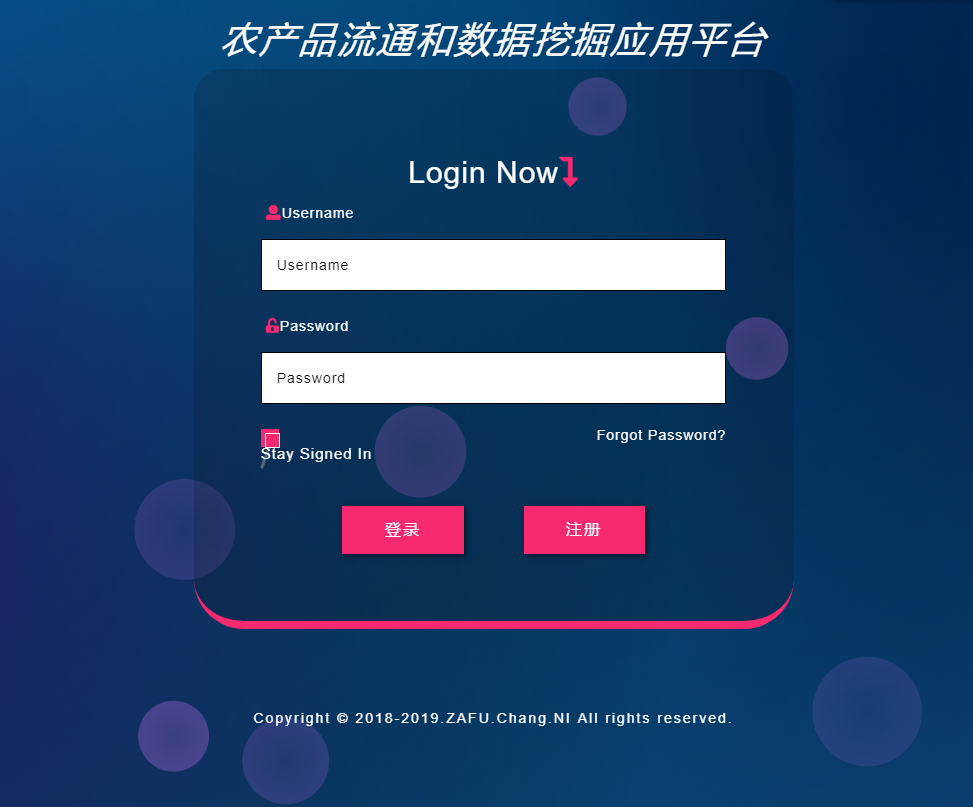 农产品流通和数据挖掘应用平台
Login Now
Username
Username
Password
Password
Forgot Password?
Stay Signed In
登录 注册
Copyright © 2018-2019.ZAFU.Chang.NI All rights reserved.